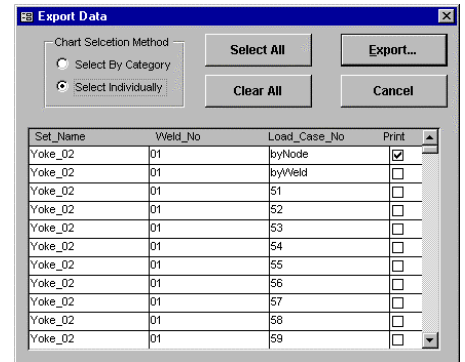 Export Data
Chart Selcetion Method
Select By Category
Select Individually
Select All
Clear All
Export...
Cancel
Set_Name Weld_No Load_Case_No Print
Yoke_02 01 byNode
Yoke_02 01 byWeld
Yoke_02 01 51
Yoke_02 01 52
Yoke_02 01 53
Yoke_02 01 54
Yoke_02 01 55
Yoke_02 01 56
Yoke_02 01 57
Yoke_02 01 58
Yoke_02 01 59